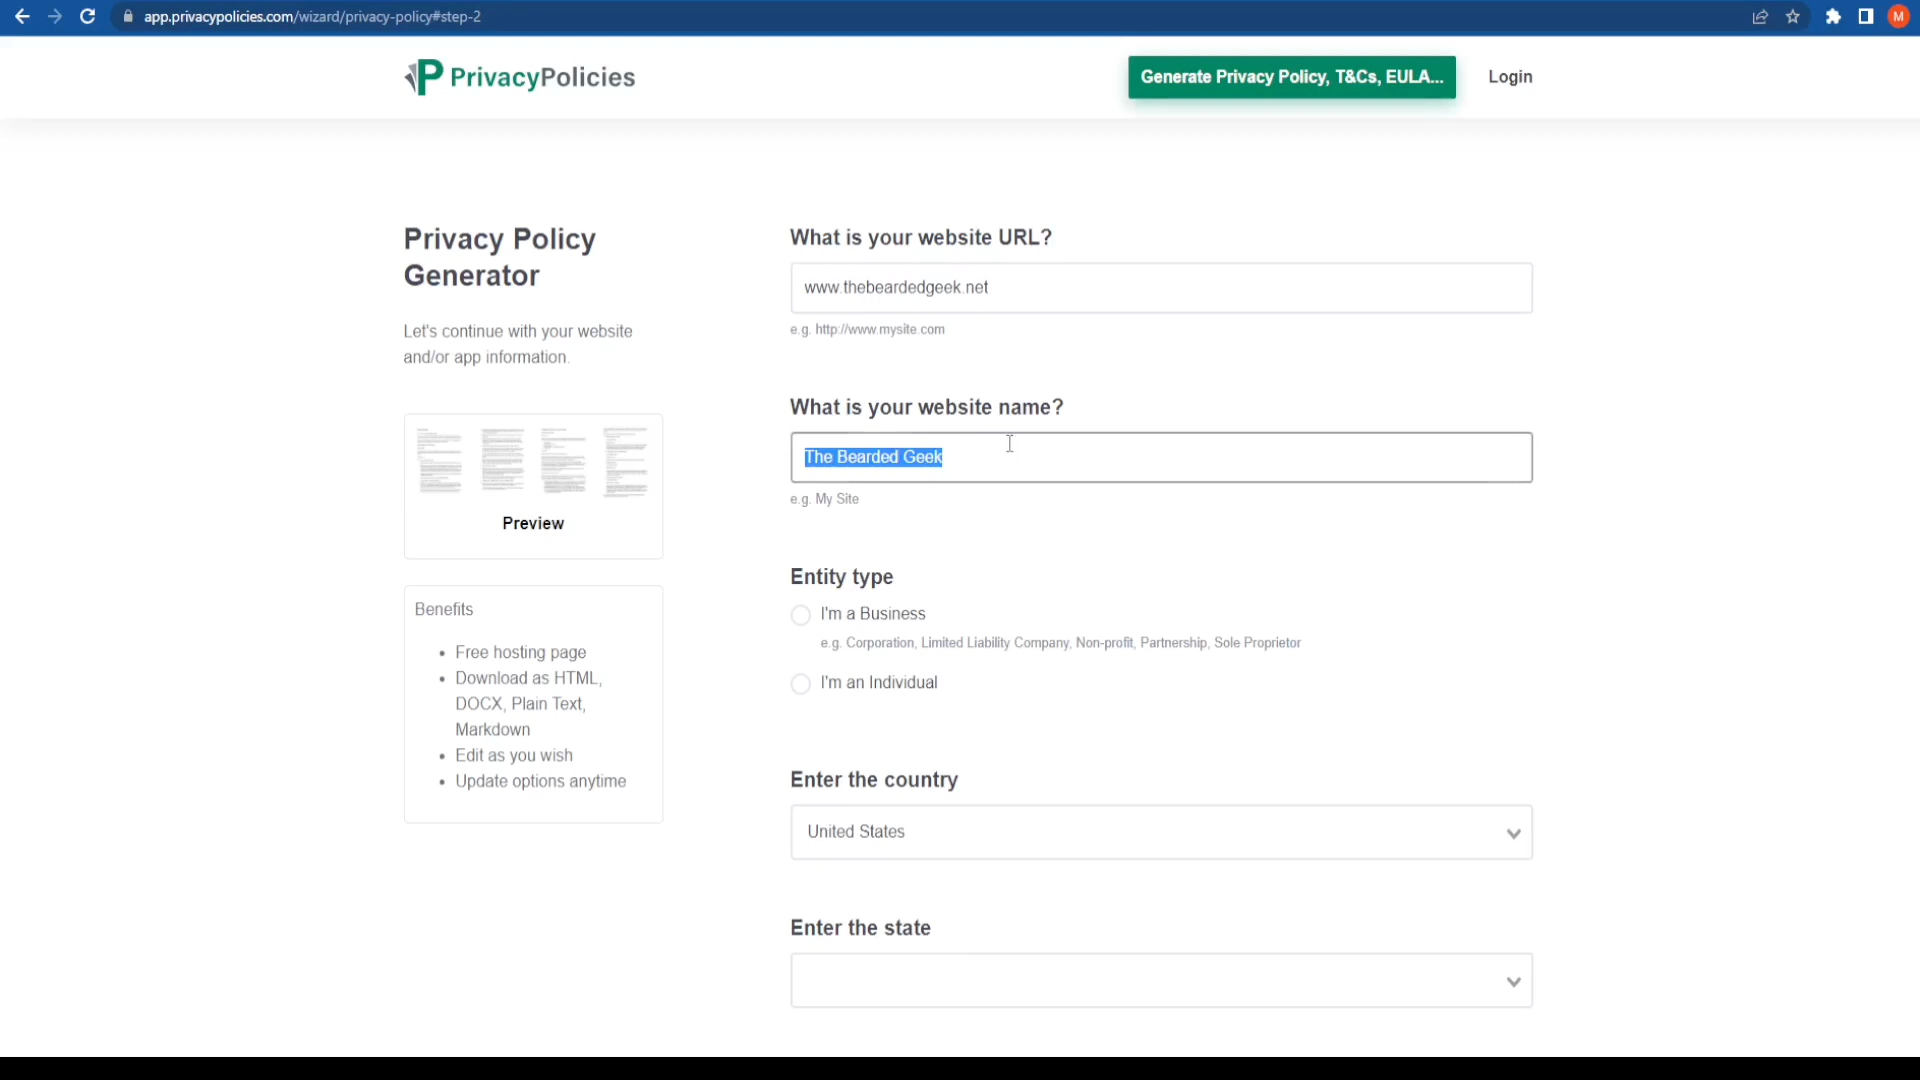 app.privacypolicies.com/wizard/privacy-policy#step-2
M
PrivacyPolicies
Generate Privacy Policy, T&Cs, EULA...
Login
Privacy Policy
Generator
Let's continue with your website
and/or app information.
Preview
Benefits
Free hosting page
Download as HTML,
DOCX, Plain Text,
Markdown
Edit as you wish
Update options anytime
What is your website URL?
www.thebeardedgeek.net
e.g. http://www.mysite.com
What is your website name?
The Bearded Geek
e.g. My Site
Entity type
I'm a Business
e.g. Corporation, Limited Liability Company, Non-profit, Partnership, Sole Proprietor
I'm an Individual
Enter the country
United States
Enter the state